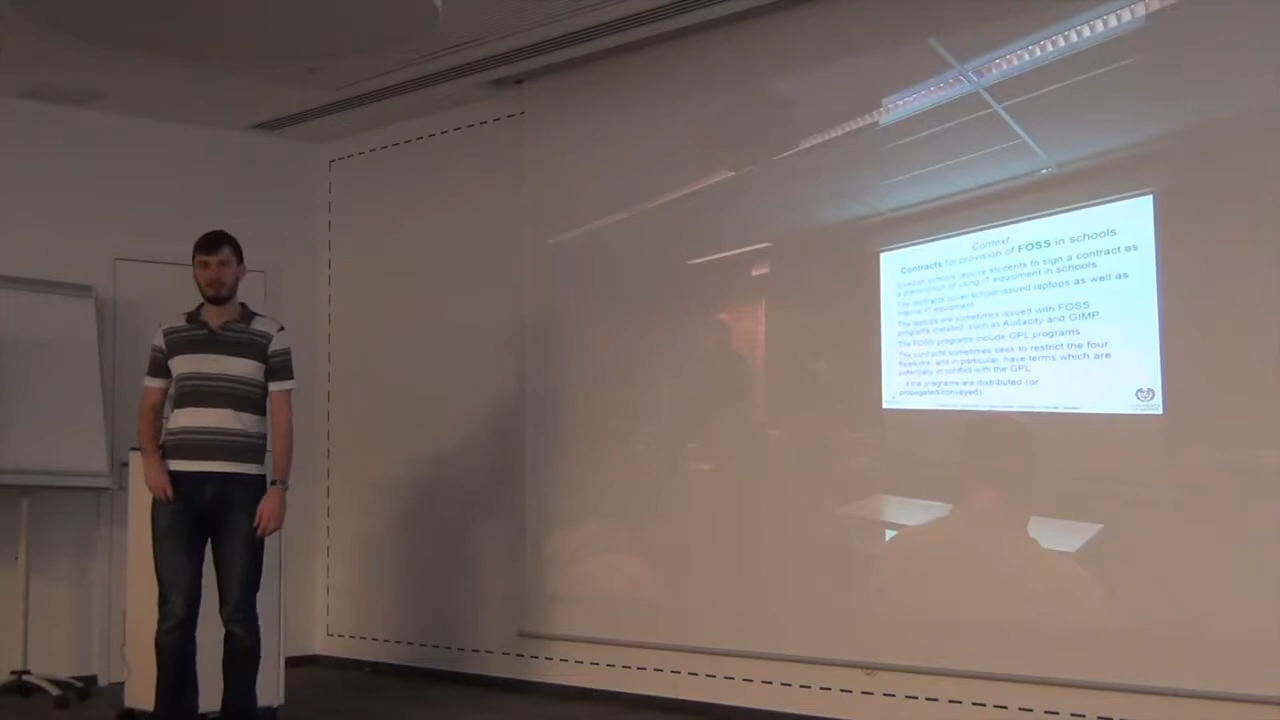 Context
Contracts for provision of FOSS in schools
Swedish schools require students to sign a contract as
a precondition of using IT equipment in schools
The contracts cover school-issued laptops as well as
internal IT equipment
The laptops are sometimes issued with FOSS
programs installed, such as Audacity and GIMP
The FOSS programs include GPL programs
The contracts sometimes seek to restrict the four
freedoms, and in particular, have terms which are
potentially in conflict with the GPL
if the programs are distributed (or
propagated/conveyed)